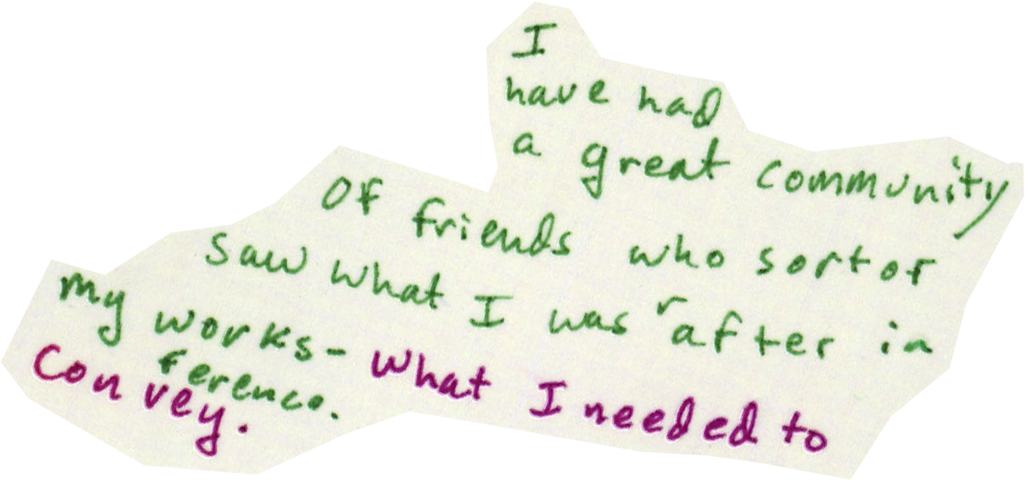 I
have had
a great community
of friends who sort of
saw what I was after in
my works - what I needed to
ference.
convey.